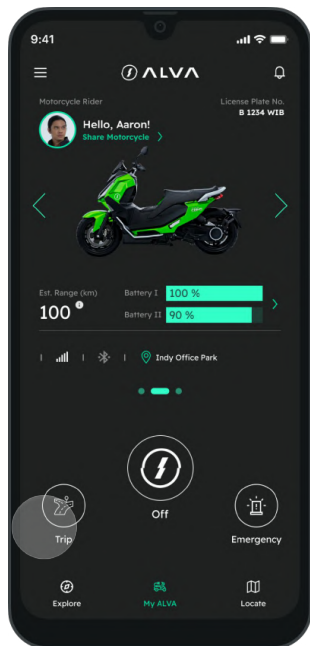 9:41
ALVA
Motorcycle Rider
License Plate No.
Hello, Aaron!
B 1234 WIB
Share Motorcycle
Est. Range (km)
Battery I 100 %
100
Battery II 90 %
Indy Office Park
Off
Trip
Emergency
Explore
My ALVA
Locate